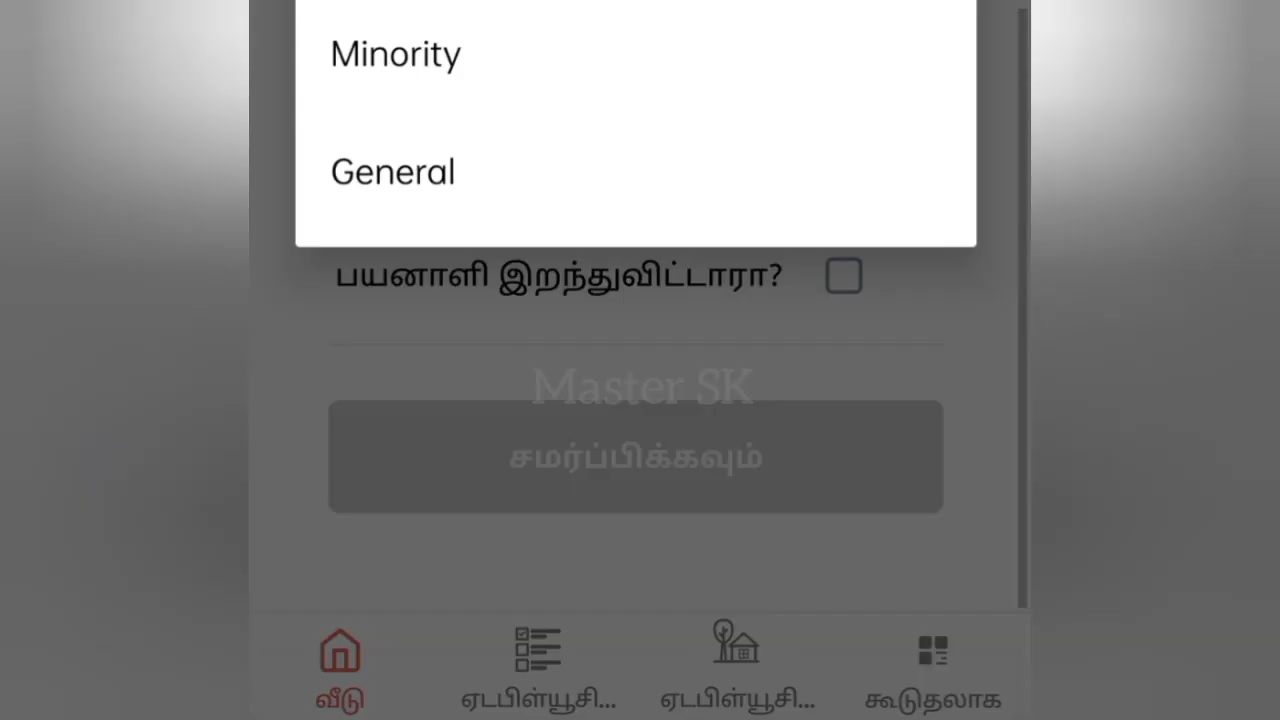 Minority
General
பயனாளி இறந்துவிட்டாரா?
Master SK
சமர்ப்பிக்கவும்
வீடு ஏடபிள்யூசி... ஏடபிள்யூசி... கூடுதலாக